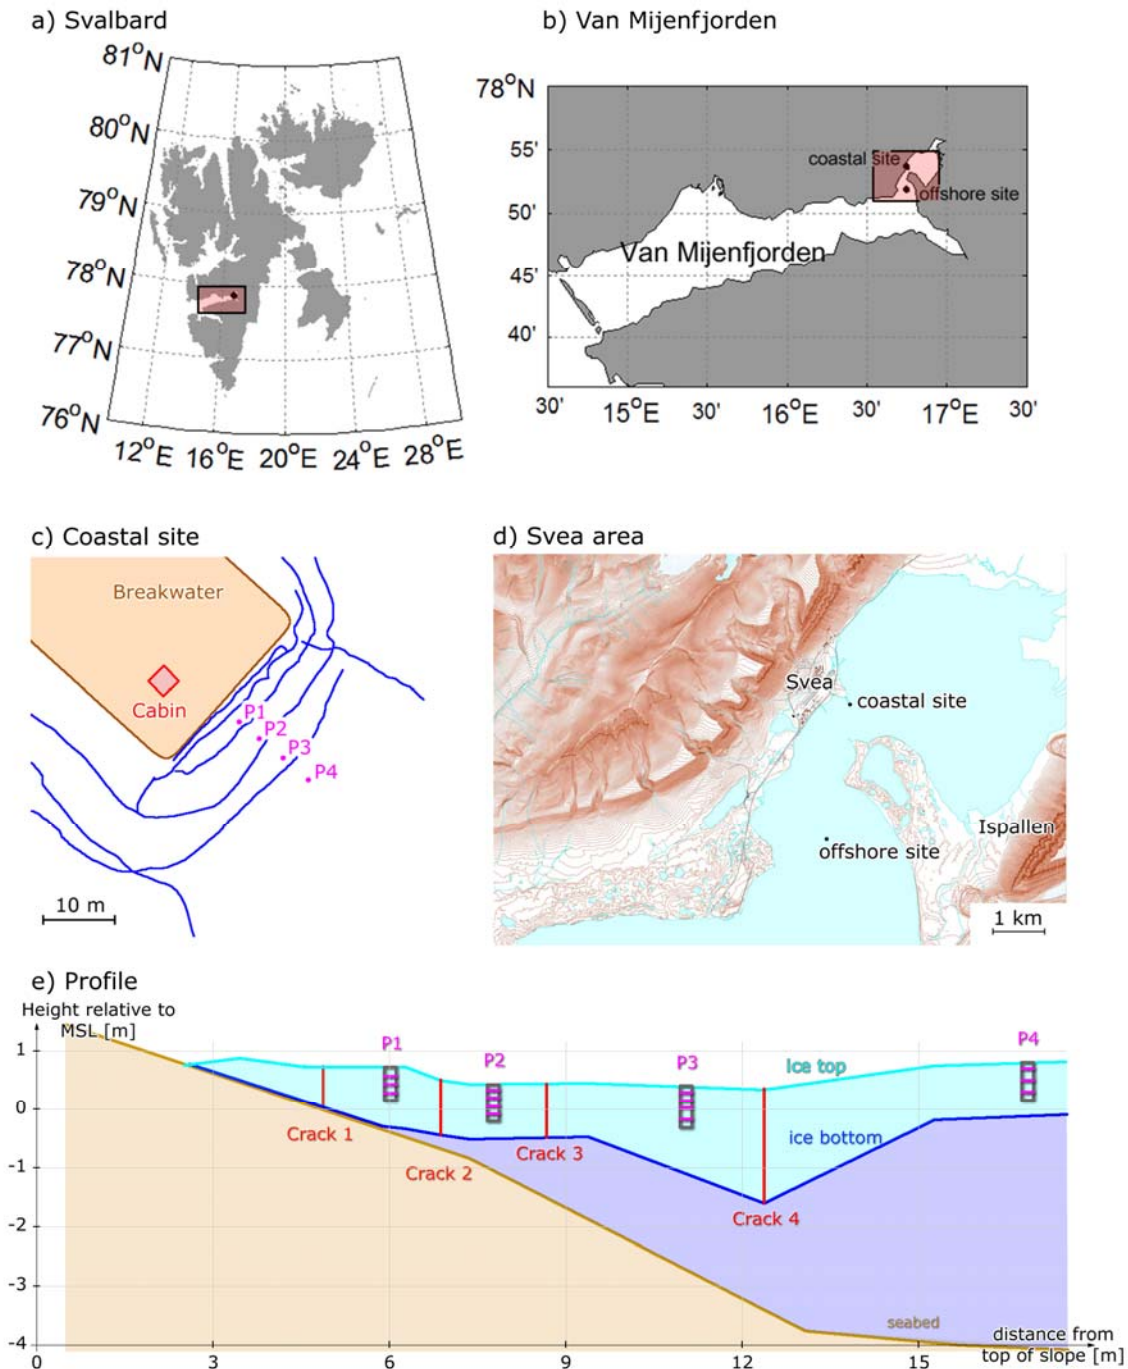 a) Svalbard
81°N
80°N
79°N
78°N
77°N
76°N
12°E 16°E 20°E 24°E 28°E
b) Van Mijenfjorden
78°N
55'
50'
45'
40'
coastal site
offshore site
Van Mijenfjorden
30' 15°E 30' 16°E 30' 17°E 30'
c) Coastal site
Breakwater
Cabin
P1
P2
P3
P4
10 m
d) Svea area
Svea
coastal site
Ispallen
offshore site
1 km
e) Profile
Height relative to
MSL [m]
1
0
-1
-2
-3
-4
P1
P2
P3
P4
Ice top
ice bottom
Crack 1
Crack 2
Crack 3
Crack 4
seabed
distance from
top of slope [m]
0 3 6 9 12 15